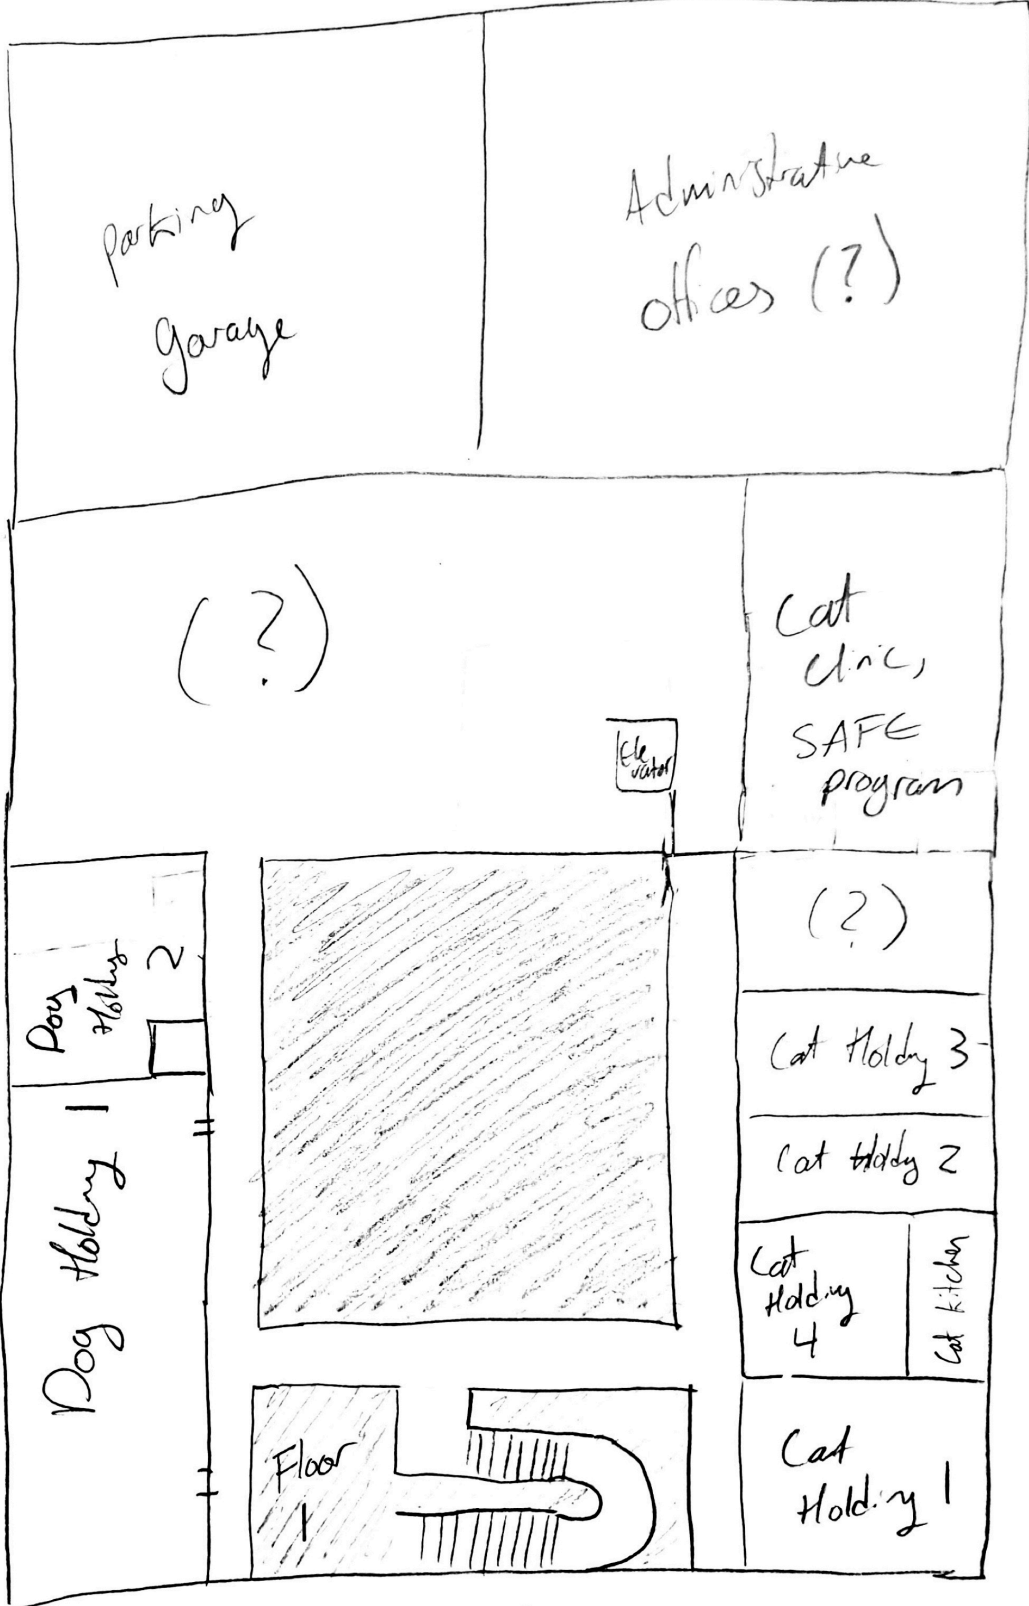 Parking
Garage
Administrative
offices (?)
(?)
Cat
clinic,
SAFE
program
Ele
vator
(?)
Dog
Holding
2
Cat Holding 3
Cat Holding 2
Dog Holding 1
Cat
Holding
4
Cat kitchen
Floor
1
Cat
Holding 1